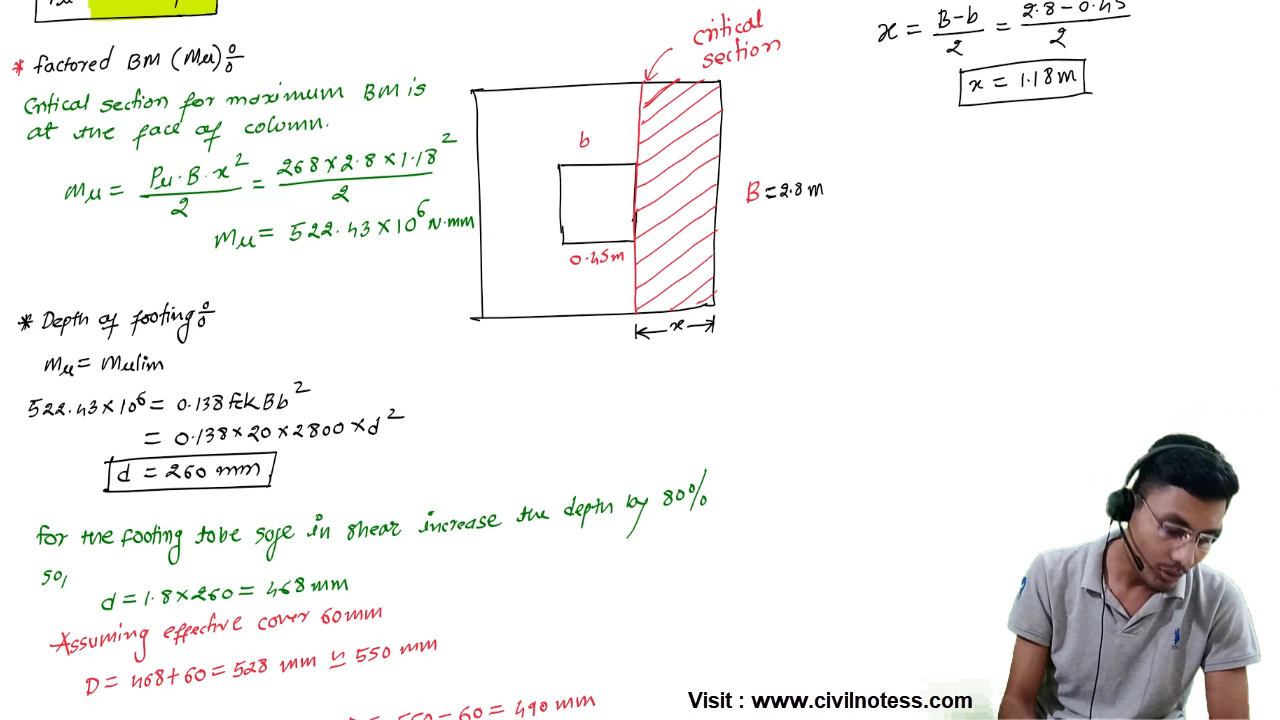 * factored BM (Mu) :-
Critical section for maximum BM is
at the face of column.
Mu = Pu·B·x²/2 = 268×2.8×1.18²/2
Mu = 522.43×10⁶ N·mm
critical
section
b
0.45m
B = 2.8 m
x
x = B-b/2 = 2.8-0.45/2
x = 1.18m
* Depth of footing :-
Mu = Mulim
522.43×10⁶ = 0.138 fck Bb²
= 0.138×20×2800×d²
d = 260 mm
For the footing to be safe in shear increase the depth by 80%
so,
d = 1.8×260 = 468 mm
Assuming effective cover 60mm
D = 468+60 = 528 mm ≃ 550 mm
= 550-60 = 490 mm
Visit : www.civilnotess.com